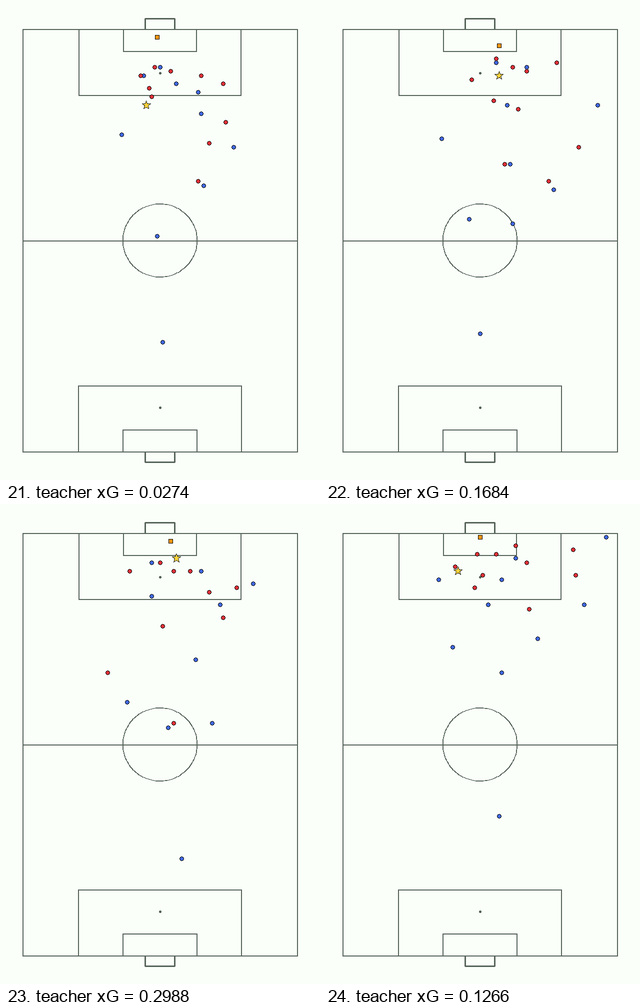 21. teacher xG = 0.0274
22. teacher xG = 0.1684
23. teacher xG = 0.2988
24. teacher xG = 0.1266